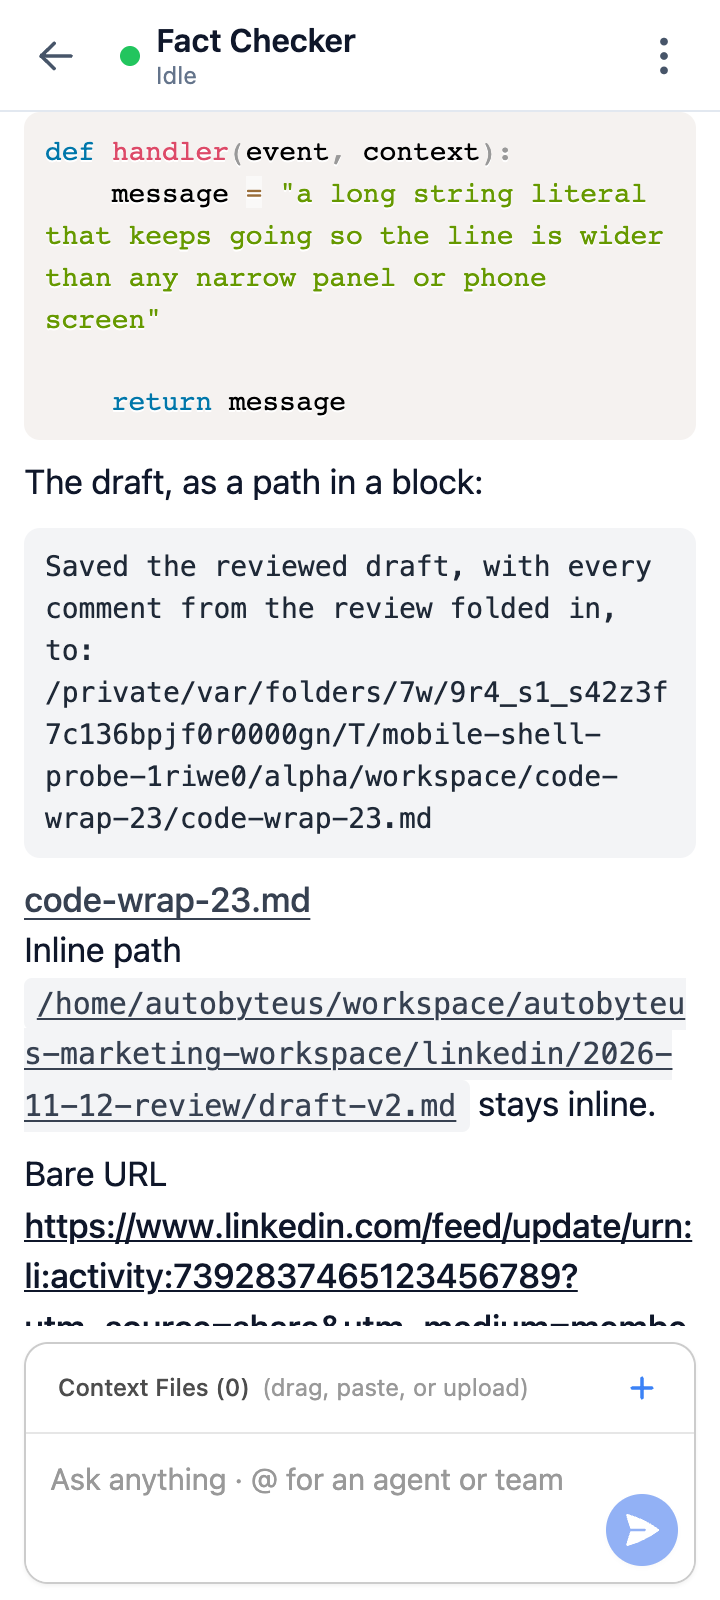 Fact Checker
Idle
def handler(event, context):
    message = "a long string literal
that keeps going so the line is wider
than any narrow panel or phone
screen"
    return message
The draft, as a path in a block:
Saved the reviewed draft, with every
comment from the review folded in,
to:
/private/var/folders/7w/9r4_s1_s42z3f
7c136bpjf0r0000gn/T/mobile-shell-
probe-1riwe0/alpha/workspace/code-
wrap-23/code-wrap-23.md
code-wrap-23.md
Inline path
/home/autobyteus/workspace/autobyteu
s-marketing-workspace/linkedin/2026-
11-12-review/draft-v2.md stays inline.
Bare URL
https://www.linkedin.com/feed/update/urn:
li:activity:7392837465123456789?
utm_source=share&utm_medium=membe
Context Files (0) (drag, paste, or upload)
Ask anything · @ for an agent or team